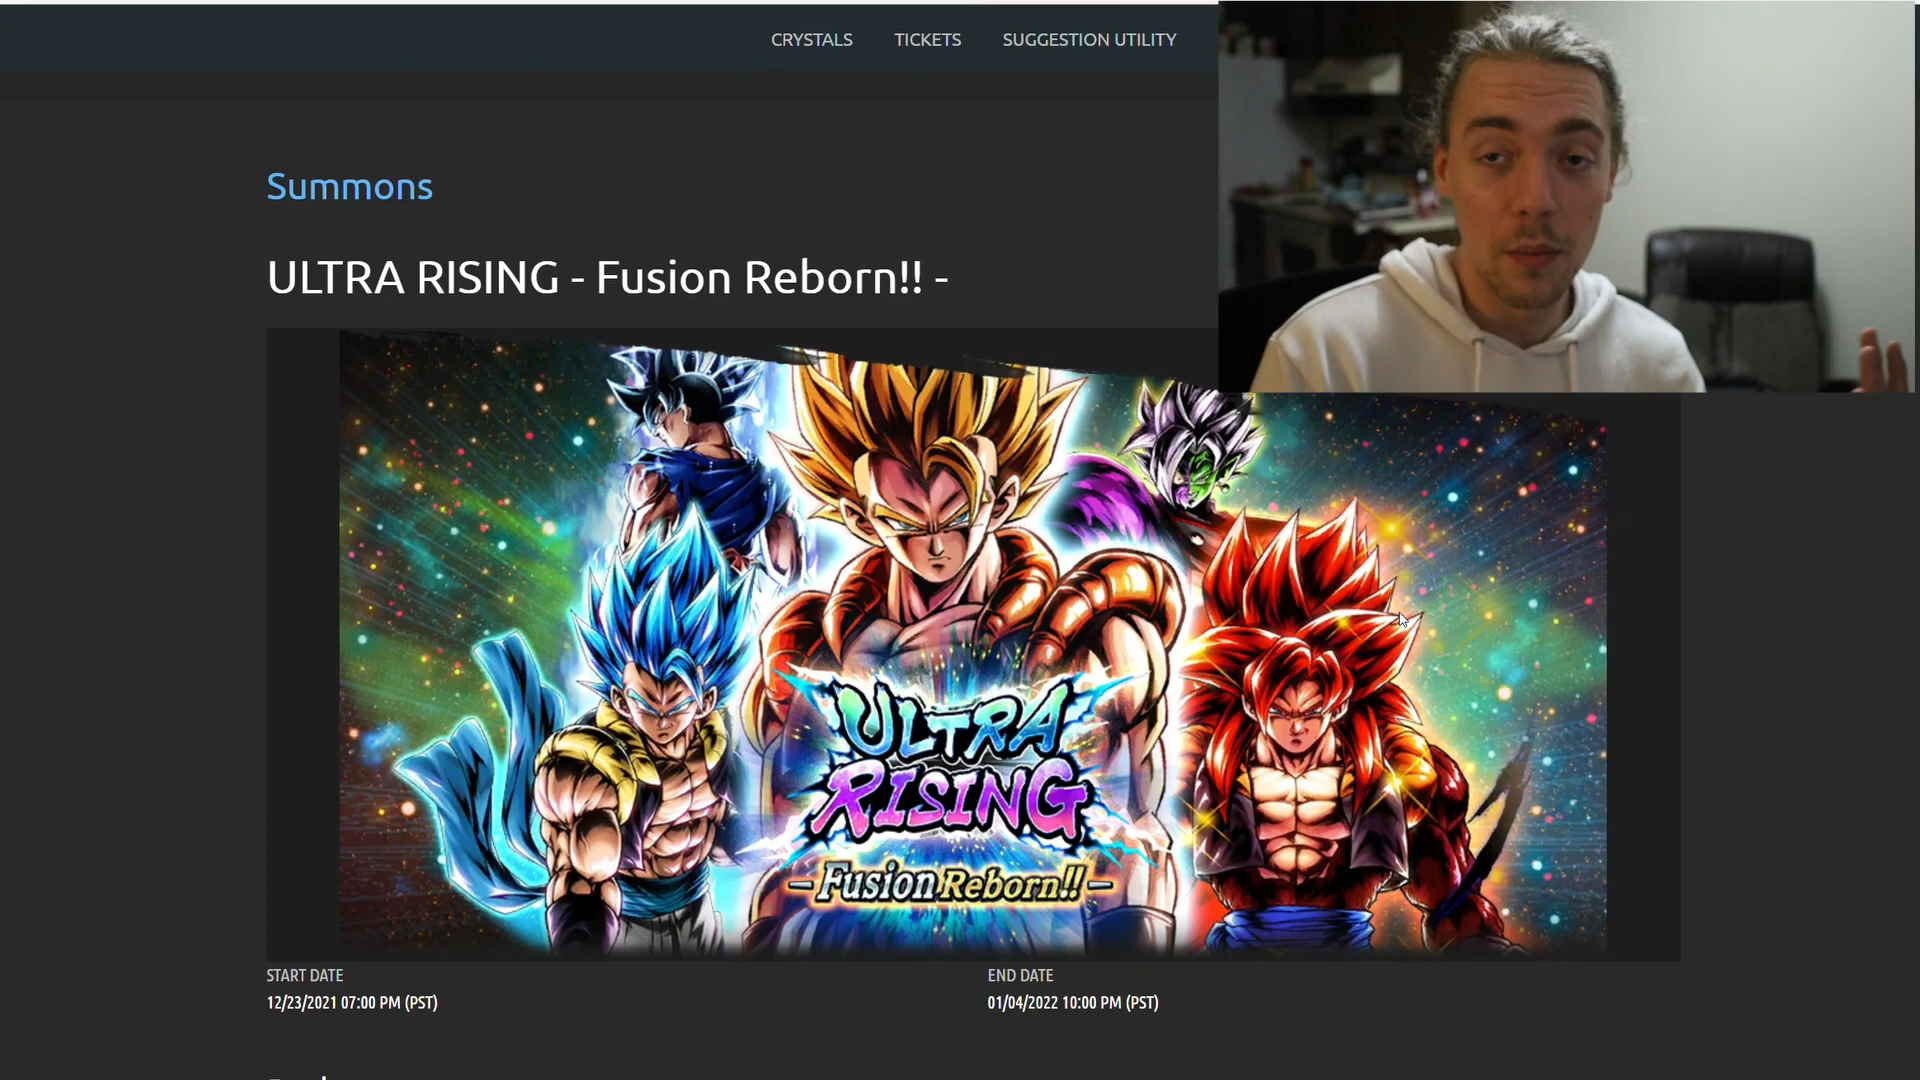 CRYSTALS TICKETS SUGGESTION UTILITY
Summons
ULTRA RISING - Fusion Reborn!! -
ULTRA
RISING
- Fusion Reborn!! -
START DATE END DATE
12/23/2021 07:00 PM (PST) 01/04/2022 10:00 PM (PST)